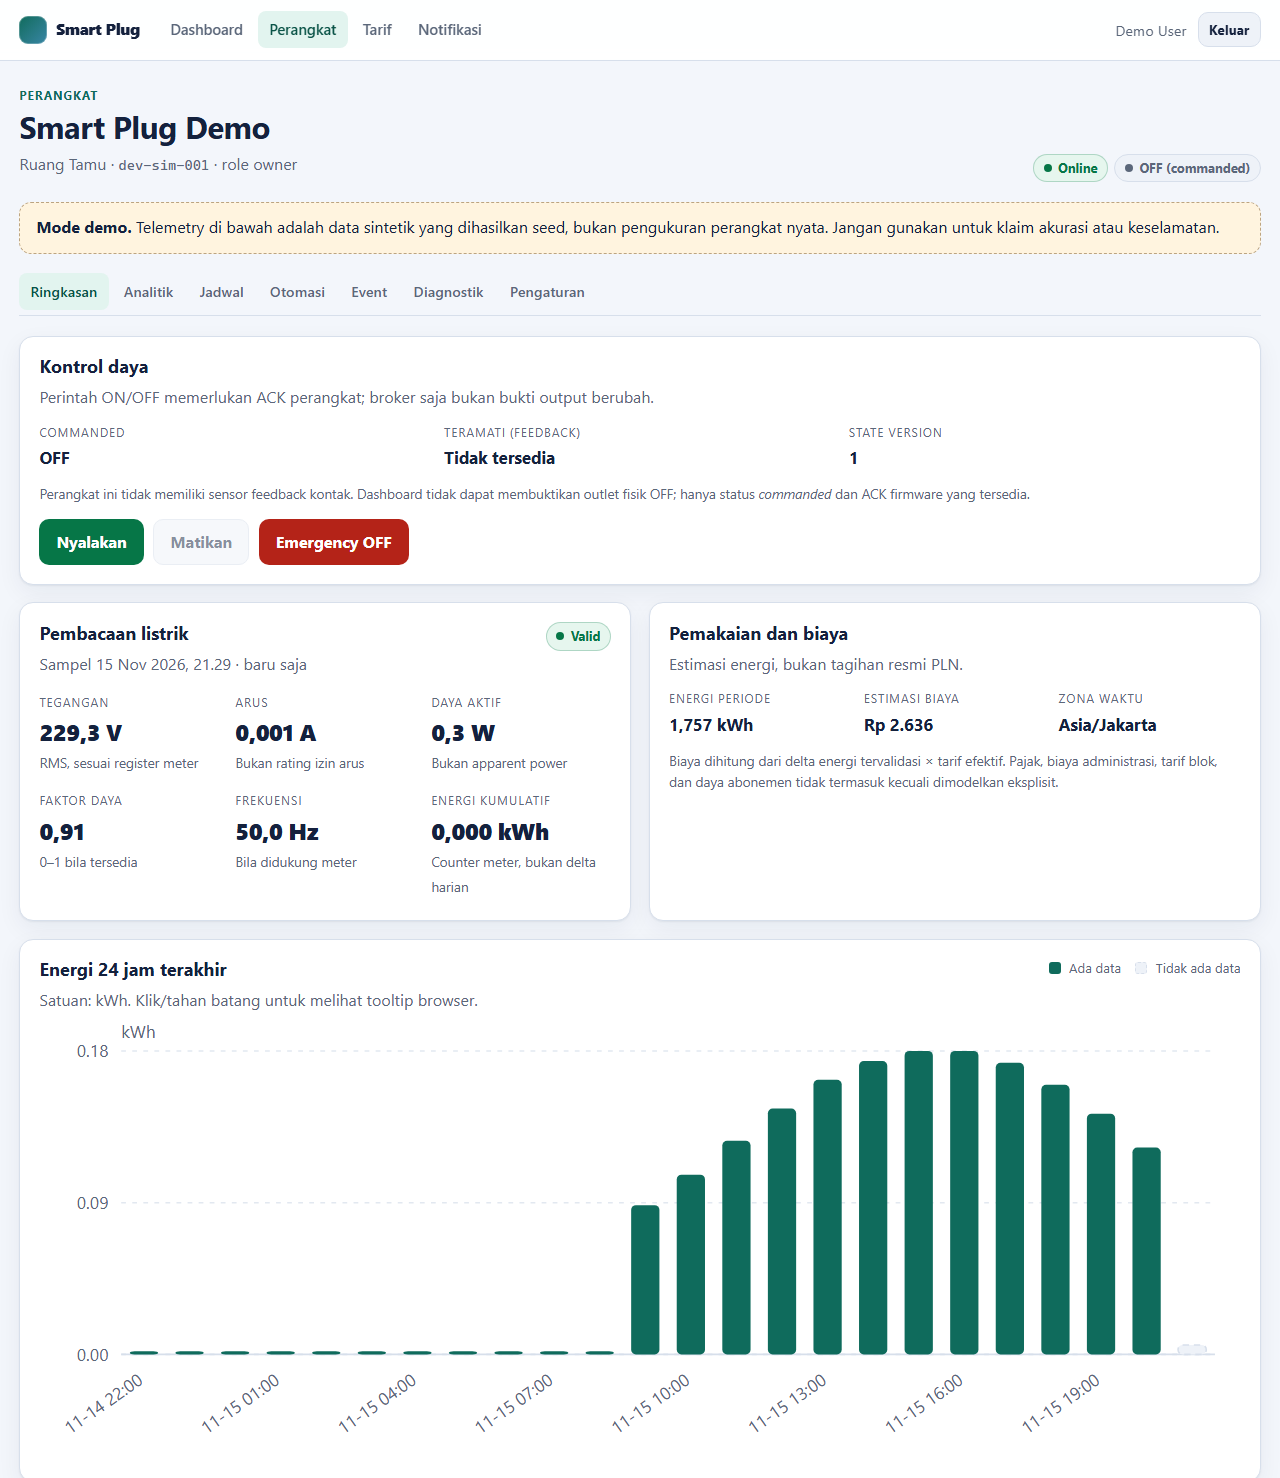 Smart Plug Dashboard Perangkat Tarif Notifikasi Demo User Keluar
PERANGKAT
Smart Plug Demo
Ruang Tamu · dev-sim-001 · role owner
Online OFF (commanded)
Mode demo. Telemetry di bawah adalah data sintetik yang dihasilkan seed, bukan pengukuran perangkat nyata. Jangan gunakan untuk klaim akurasi atau keselamatan.
Ringkasan Analitik Jadwal Otomasi Event Diagnostik Pengaturan
Kontrol daya
Perintah ON/OFF memerlukan ACK perangkat; broker saja bukan bukti output berubah.
COMMANDED TERAMATI (FEEDBACK) STATE VERSION
OFF Tidak tersedia 1
Perangkat ini tidak memiliki sensor feedback kontak. Dashboard tidak dapat membuktikan outlet fisik OFF; hanya status commanded dan ACK firmware yang tersedia.
Nyalakan Matikan Emergency OFF
Pembacaan listrik
Valid
Sampel 15 Nov 2026, 21.29 · baru saja
TEGANGAN ARUS DAYA AKTIF
229,3 V 0,001 A 0,3 W
RMS, sesuai register meter Bukan rating izin arus Bukan apparent power
FAKTOR DAYA FREKUENSI ENERGI KUMULATIF
0,91 50,0 Hz 0,000 kWh
0–1 bila tersedia Bila didukung meter Counter meter, bukan delta
harian
Pemakaian dan biaya
Estimasi energi, bukan tagihan resmi PLN.
ENERGI PERIODE ESTIMASI BIAYA ZONA WAKTU
1,757 kWh Rp 2.636 Asia/Jakarta
Biaya dihitung dari delta energi tervalidasi × tarif efektif. Pajak, biaya administrasi, tarif blok,
dan daya abonemen tidak termasuk kecuali dimodelkan eksplisit.
Energi 24 jam terakhir
Ada data Tidak ada data
Satuan: kWh. Klik/tahan batang untuk melihat tooltip browser.
kWh
0.18
0.09
0.00
11-14 22:00 11-15 01:00 11-15 04:00 11-15 07:00 11-15 10:00 11-15 13:00 11-15 16:00 11-15 19:00